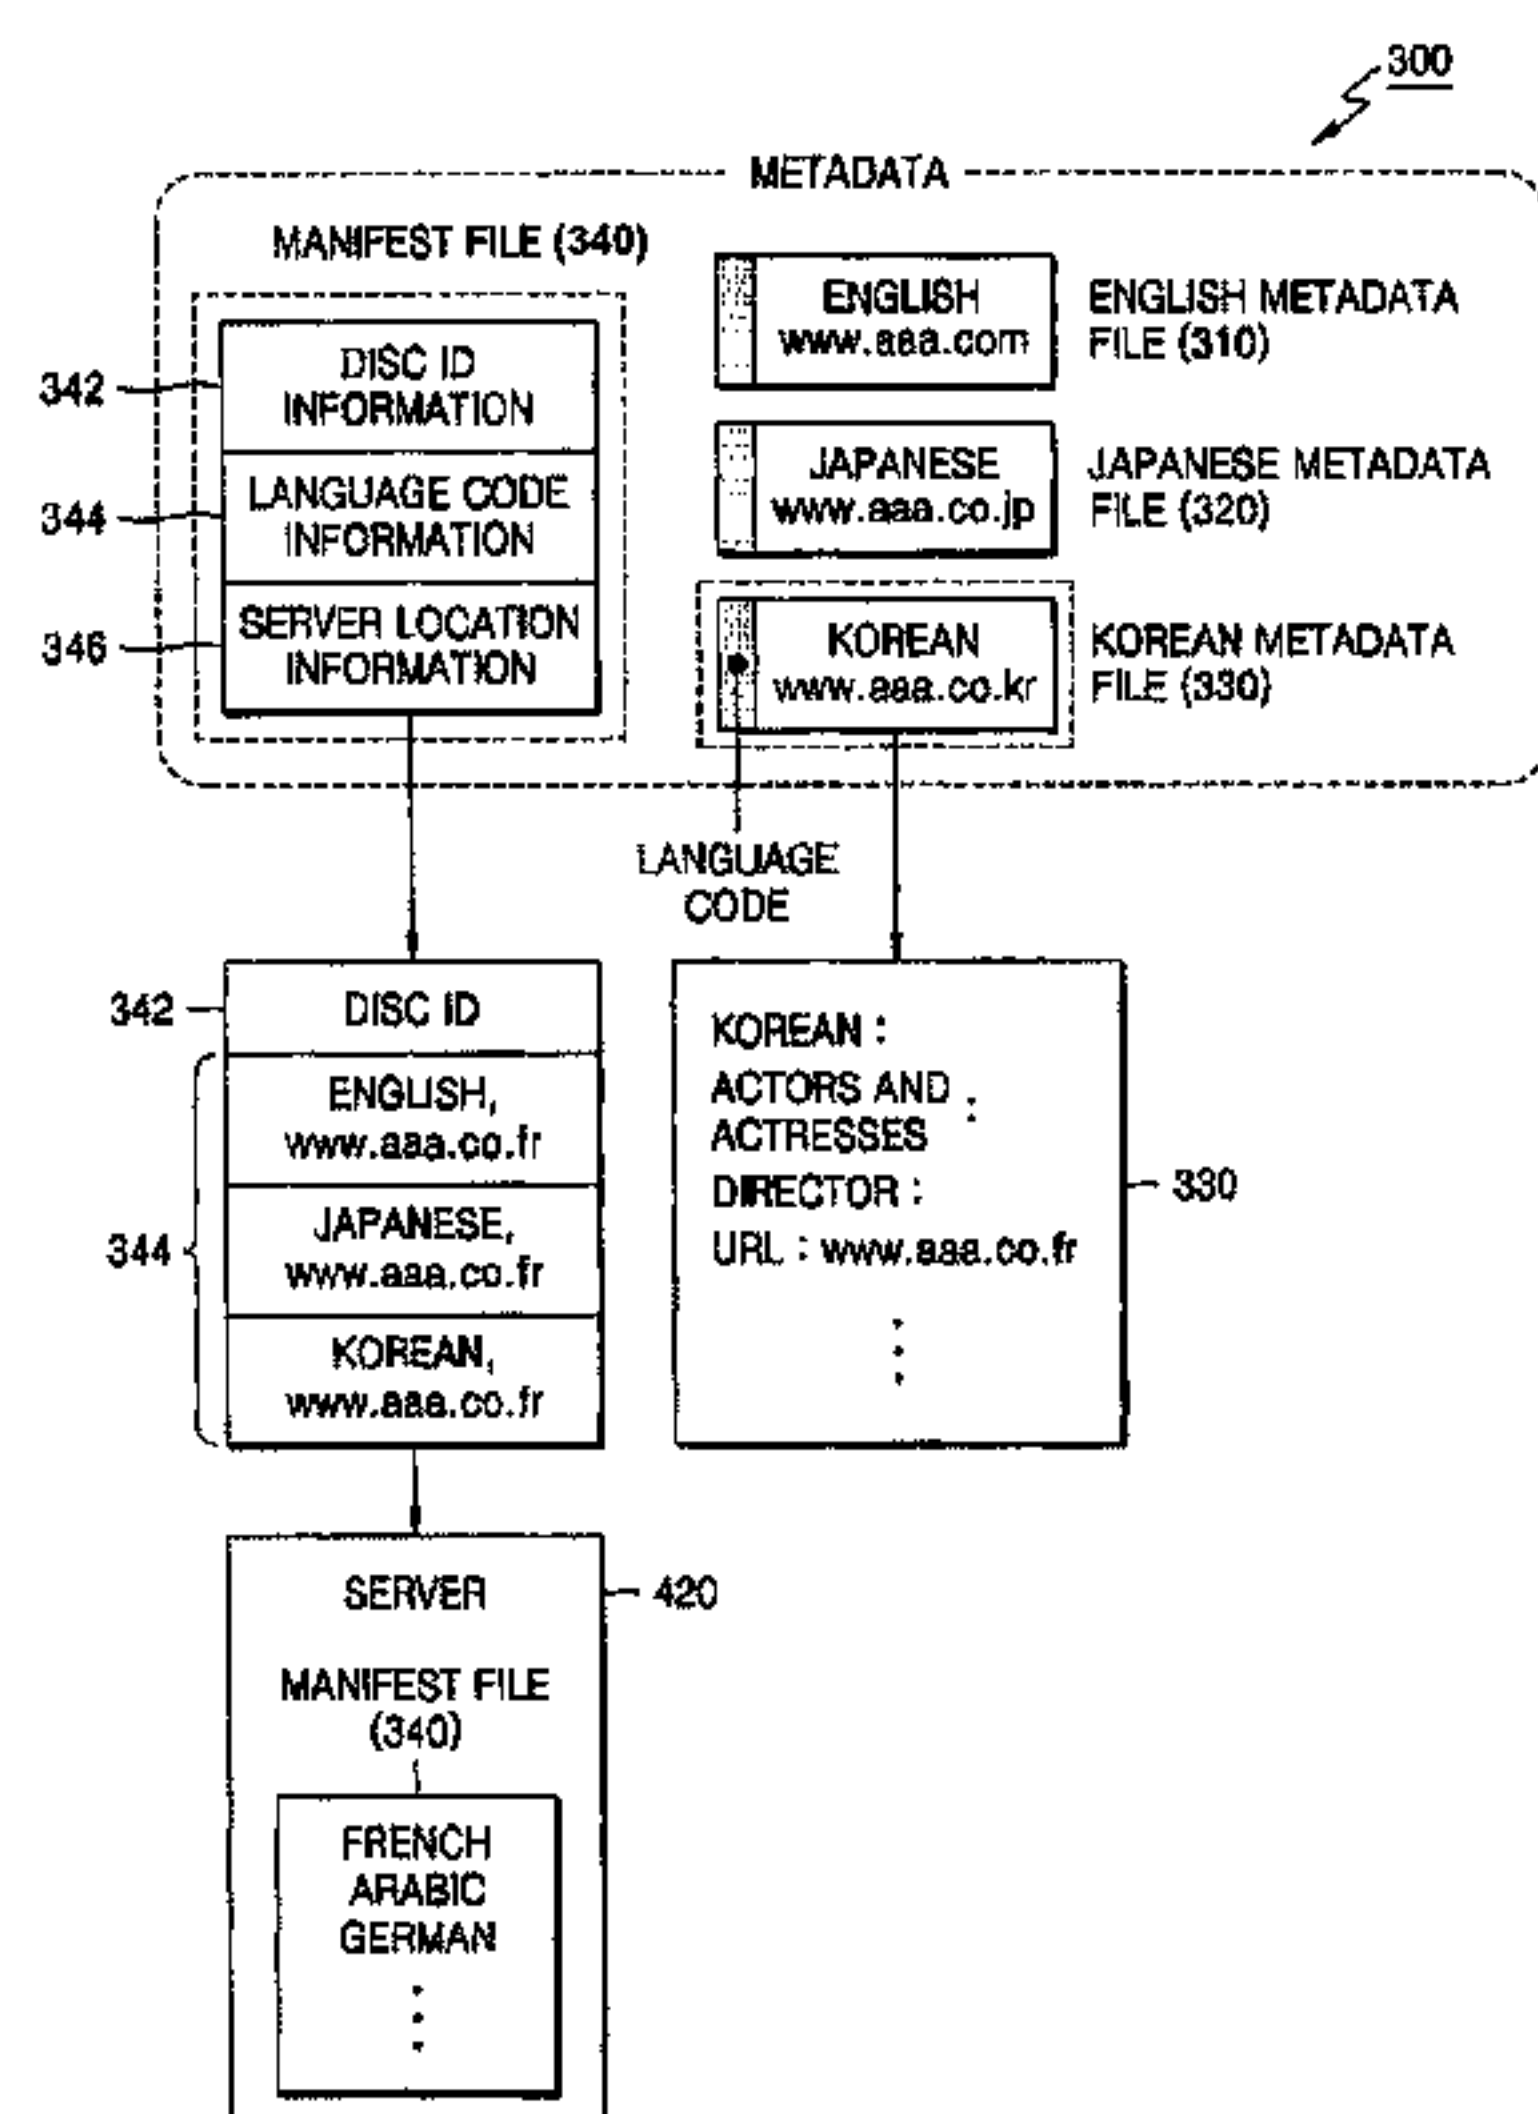 300
METADATA
MANIFEST FILE (340)
342
DISC ID
INFORMATION
344
LANGUAGE CODE
INFORMATION
346
SERVER LOCATION
INFORMATION
ENGLISH
www.aaa.com
ENGLISH METADATA
FILE (310)
JAPANESE
www.aaa.co.jp
JAPANESE METADATA
FILE (320)
KOREAN
www.aaa.co.kr
KOREAN METADATA
FILE (330)
LANGUAGE
CODE
342
DISC ID
344
ENGLISH,
www.aaa.co.fr
JAPANESE,
www.aaa.co.fr
KOREAN,
www.aaa.co.fr
KOREAN :
ACTORS AND :
ACTRESSES
DIRECTOR :
URL : www.aaa.co.fr
330
SERVER
420
MANIFEST FILE
(340)
FRENCH
ARABIC
GERMAN